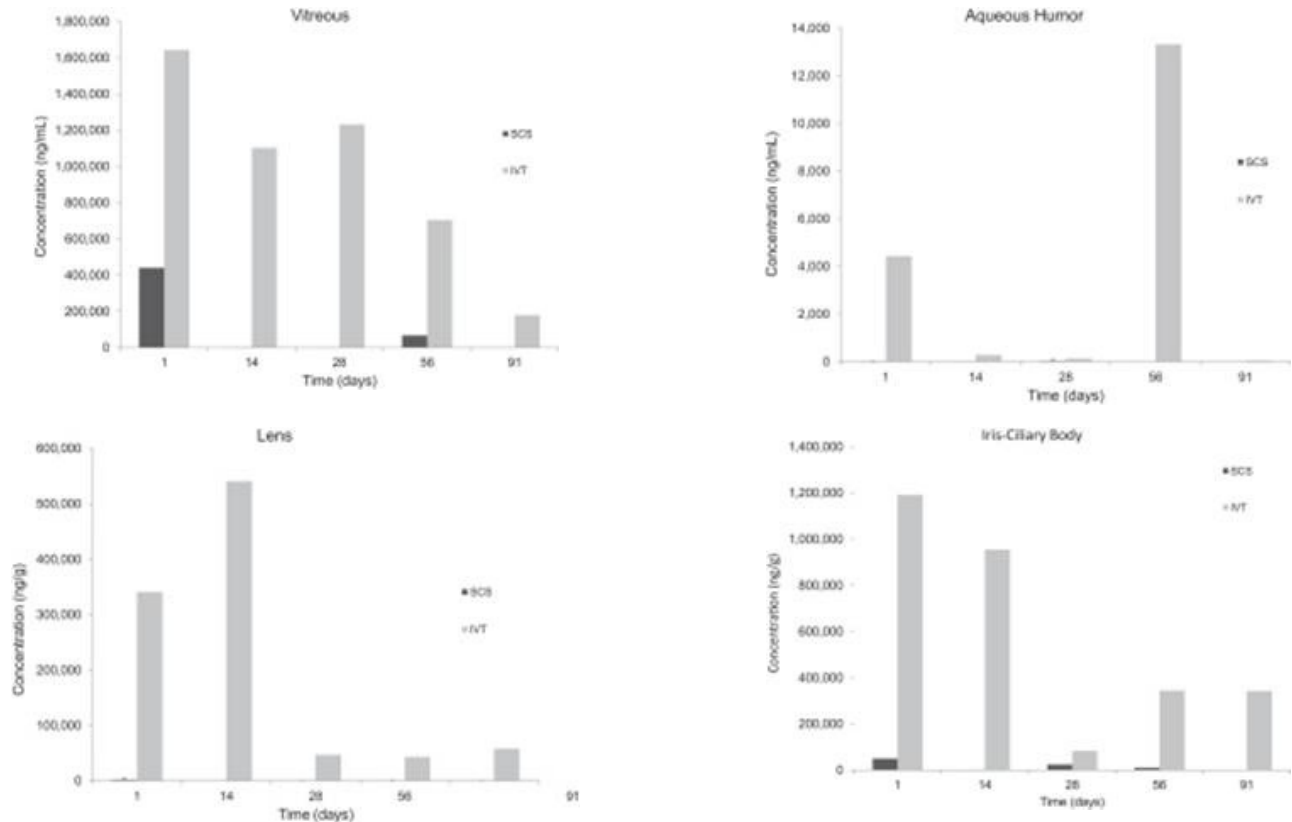 Vitreous
Concentration (ng/mL)
1,800,000
1,600,000
1,400,000
1,200,000
1,000,000
800,000
600,000
400,000
200,000
0
SCS
IVT
1 14 28 56 91
Time (days)
Aqueous Humor
Concentration (ng/mL)
14,000
12,000
10,000
8,000
6,000
4,000
2,000
0
SCS
IVT
1 14 28 56 91
Time (days)
Lens
Concentration (ng/g)
600,000
500,000
400,000
300,000
200,000
100,000
0
SCS
IVT
1 14 28 56 91
Time (days)
Iris-Ciliary Body
Concentration (ng/g)
1,400,000
1,200,000
1,000,000
800,000
600,000
400,000
200,000
0
SCS
IVT
1 14 28 56 91
Time (days)